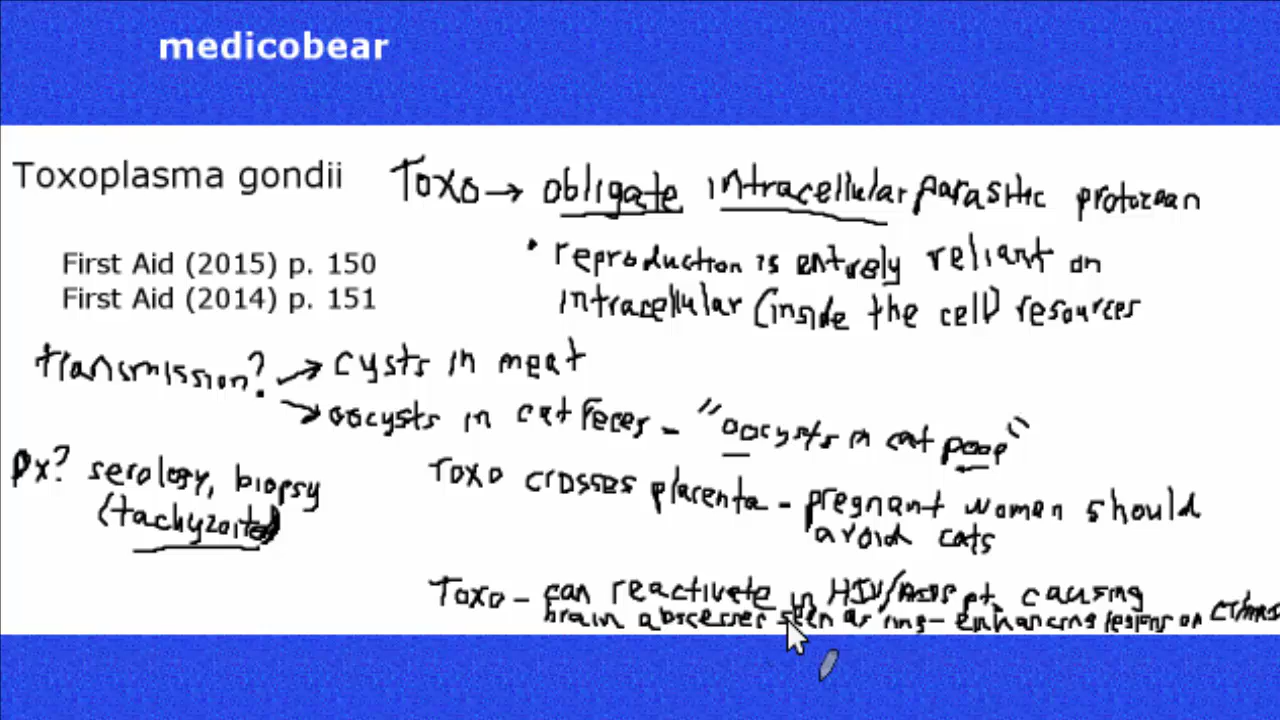 medicobear
Toxoplasma gondii
Toxo → obligate intracellular parasitic protozoan
First Aid (2015) p. 150
First Aid (2014) p. 151
• reproduction is entirely reliant on
intracellular (inside the cell) resources
transmission? → cysts in meat
→ oocysts in cat feces - "oocysts in cat poop"
Dx? serology, biopsy
(tachyzoite)
Toxo crosses placenta - pregnant women should
avoid cats
Toxo - can reactivate in HIV/AIDS pt. causing
brain abscesses seen as ring-enhancing lesions on CT/MRI